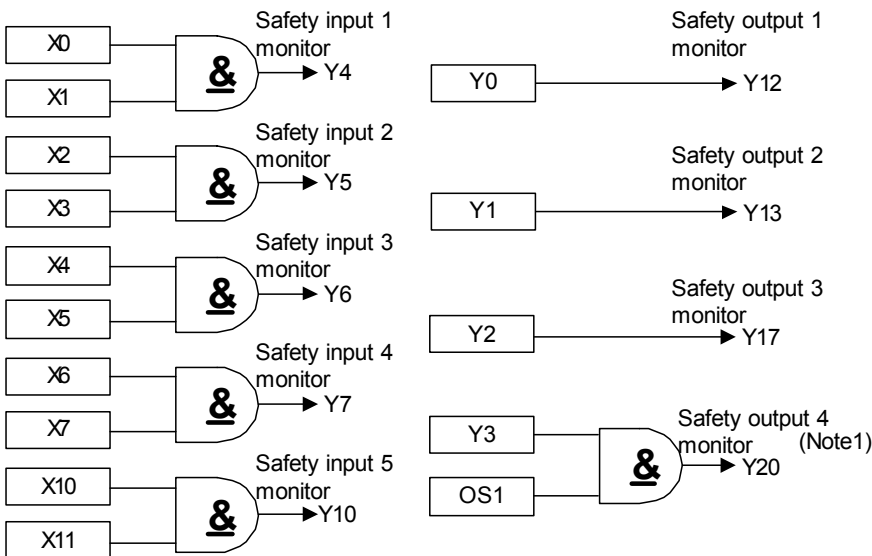 Safety input 1
monitor
X0
&
Y4
X1
Safety input 2
monitor
X2
&
Y5
X3
Safety input 3
monitor
X4
&
Y6
X5
Safety input 4
monitor
X6
&
Y7
X7
Safety input 5
monitor
X10
&
Y10
X11
Safety output 1
monitor
Y0
Y12
Safety output 2
monitor
Y1
Y13
Safety output 3
monitor
Y2
Y17
Safety output 4
monitor (Note1)
Y3
&
Y20
OS1